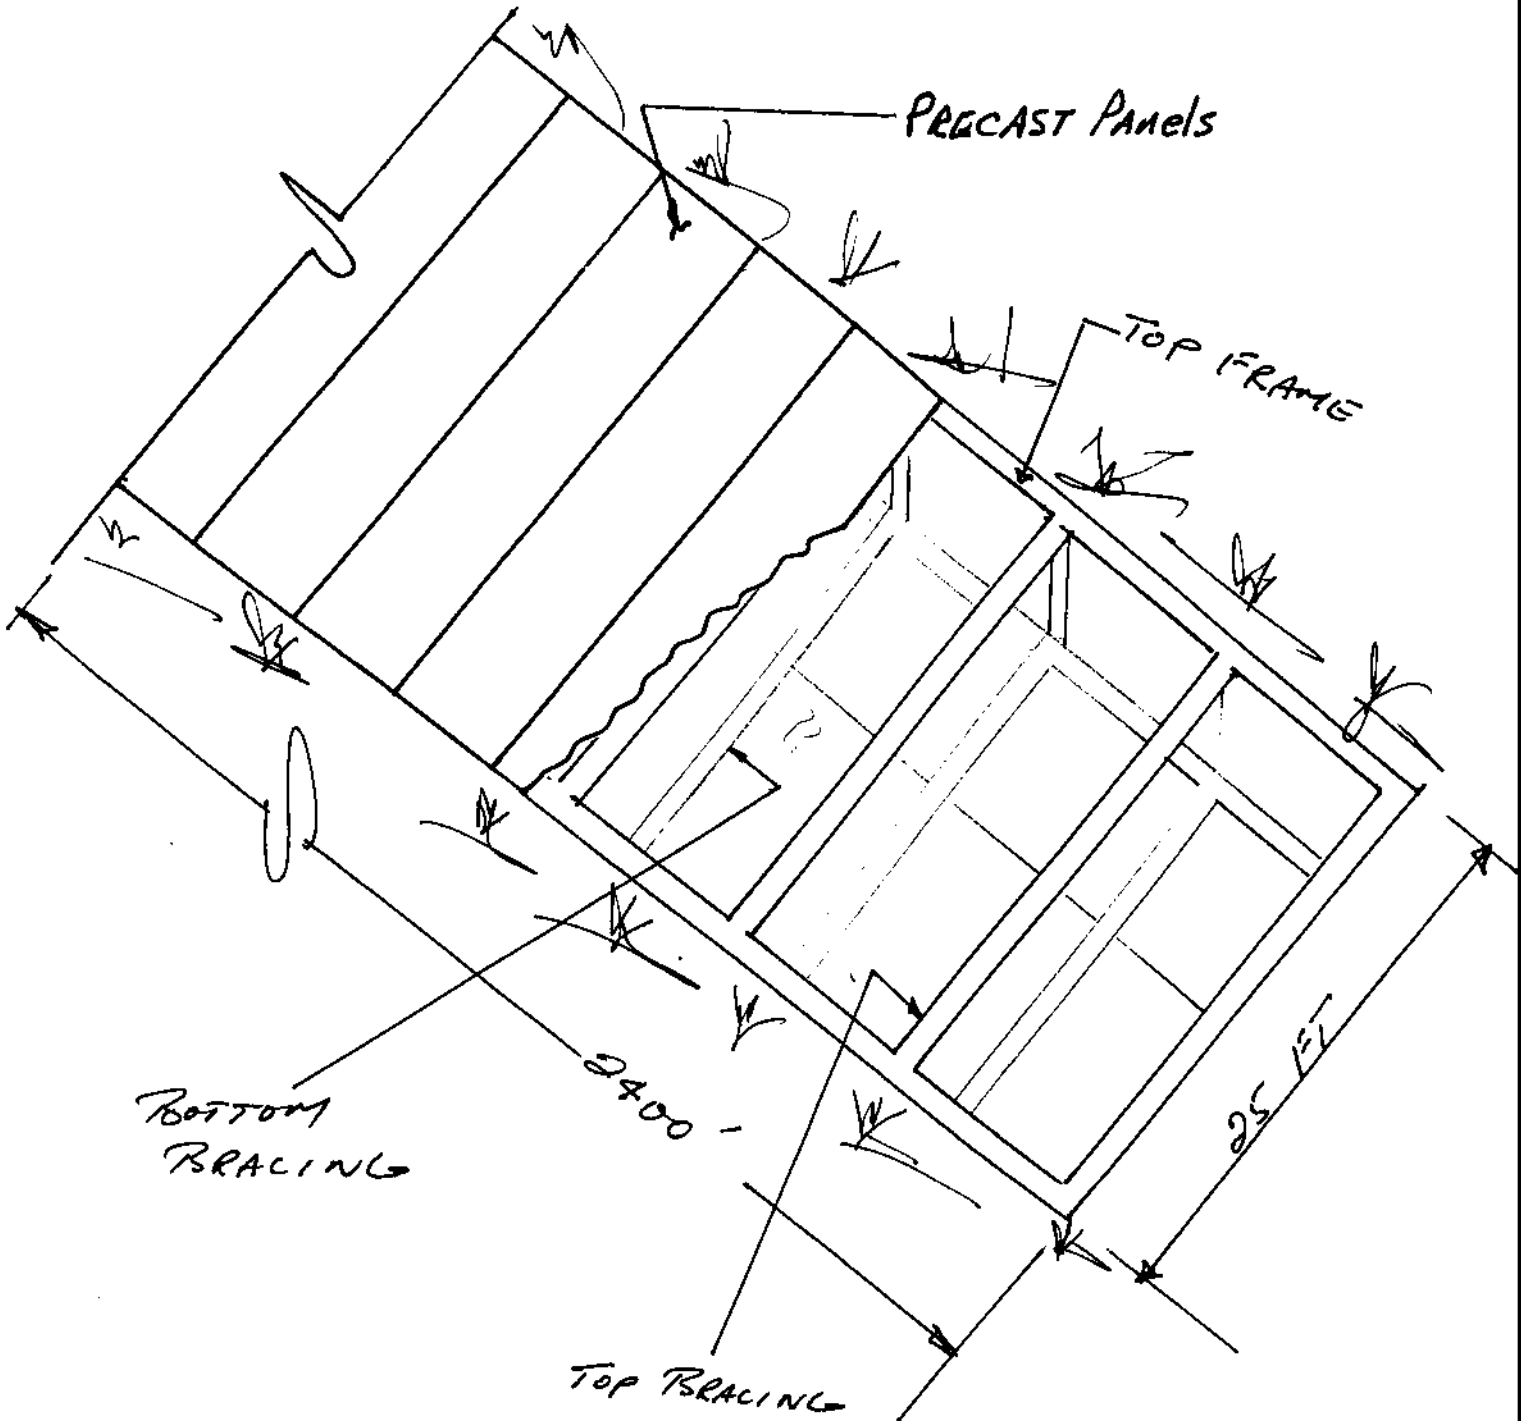 PRECAST PANels
TOP FRAME
2400'
25 FT
BOTTOM
BRACING
TOP BRACING